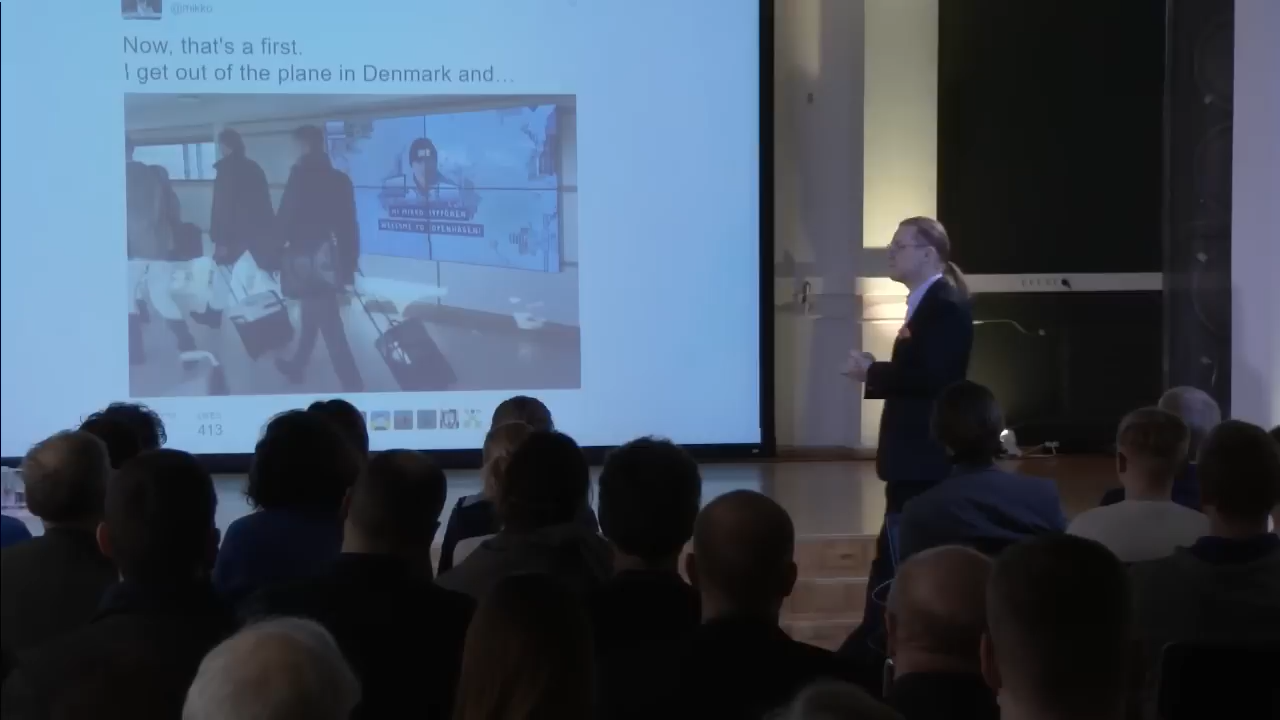 @mikko
Now, that's a first.
I get out of the plane in Denmark and...
HI MIKKO HYPPÖNEN
WELCOME TO COPENHAGEN!
LIKES
413